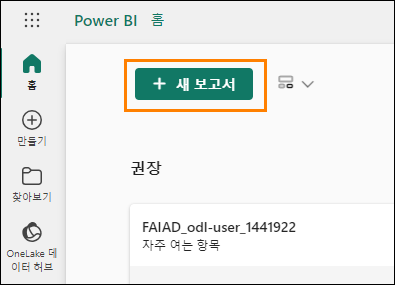 Power BI 홈
홈
+ 새 보고서
만들기
권장
찾아보기
FAIAD_odl-user_1441922
자주 여는 항목
OneLake 데
이터 허브